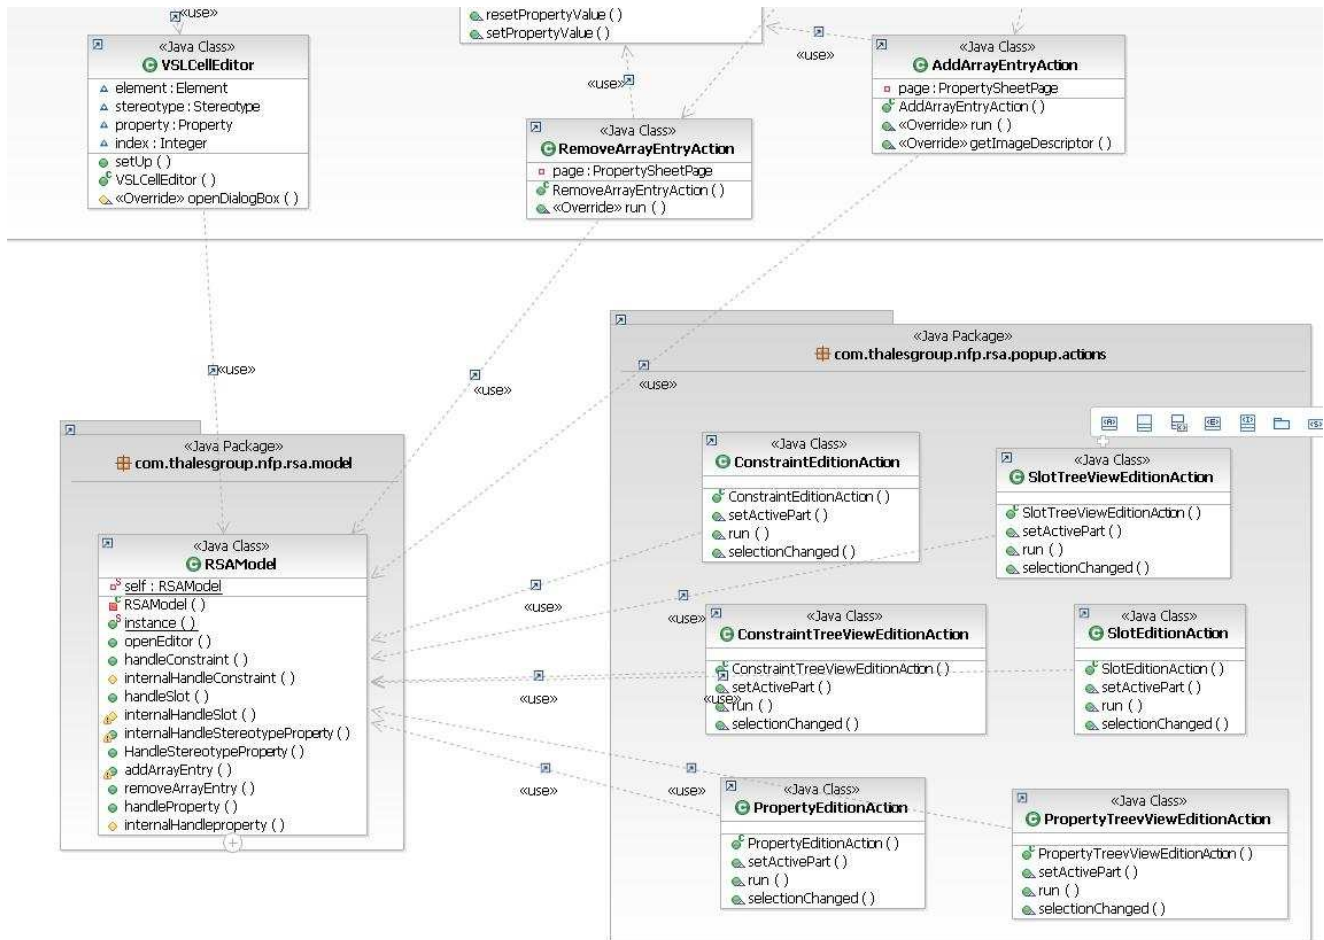 «use»
resetPropertyValue ( )
setPropertyValue ( )
«use»
«use»
«Java Class»
VSLCellEditor
element : Element
stereotype : Stereotype
property : Property
index : Integer
setUp ( )
VSLCellEditor ( )
«Override» openDialogBox ( )
«Java Class»
RemoveArrayEntryAction
page : PropertySheetPage
RemoveArrayEntryAction ( )
«Override» run ( )
«Java Class»
AddArrayEntryAction
page : PropertySheetPage
AddArrayEntryAction ( )
«Override» run ( )
«Override» getImageDescriptor ( )
«use»
«use»
«use»
«Java Package»
com.thalesgroup.nfp.rsa.model
«Java Class»
RSAModel
self : RSAModel
RSAModel ( )
instance ( )
openEditor ( )
handleConstraint ( )
internalHandleConstraint ( )
handleSlot ( )
internalHandleSlot ( )
internalHandleStereotypeProperty ( )
HandleStereotypeProperty ( )
addArrayEntry ( )
removeArrayEntry ( )
handleProperty ( )
internalHandleproperty ( )
«use»
«use»
«use»
«use»
«use»
«use»
«Java Package»
com.thalesgroup.nfp.rsa.popup.actions
«A»
«E»
«I»
«S»
«Java Class»
ConstraintEditionAction
ConstraintEditionAction ( )
setActivePart ( )
run ( )
selectionChanged ( )
«Java Class»
SlotTreeViewEditionAction
SlotTreeViewEditionAction ( )
setActivePart ( )
run ( )
selectionChanged ( )
«Java Class»
ConstraintTreeViewEditionAction
ConstraintTreeViewEditionAction ( )
setActivePart ( )
run ( )
selectionChanged ( )
«Java Class»
SlotEditionAction
SlotEditionAction ( )
setActivePart ( )
run ( )
selectionChanged ( )
«Java Class»
PropertyEditionAction
PropertyEditionAction ( )
setActivePart ( )
run ( )
selectionChanged ( )
«Java Class»
PropertyTreevViewEditionAction
PropertyTreevViewEditionAction ( )
setActivePart ( )
run ( )
selectionChanged ( )